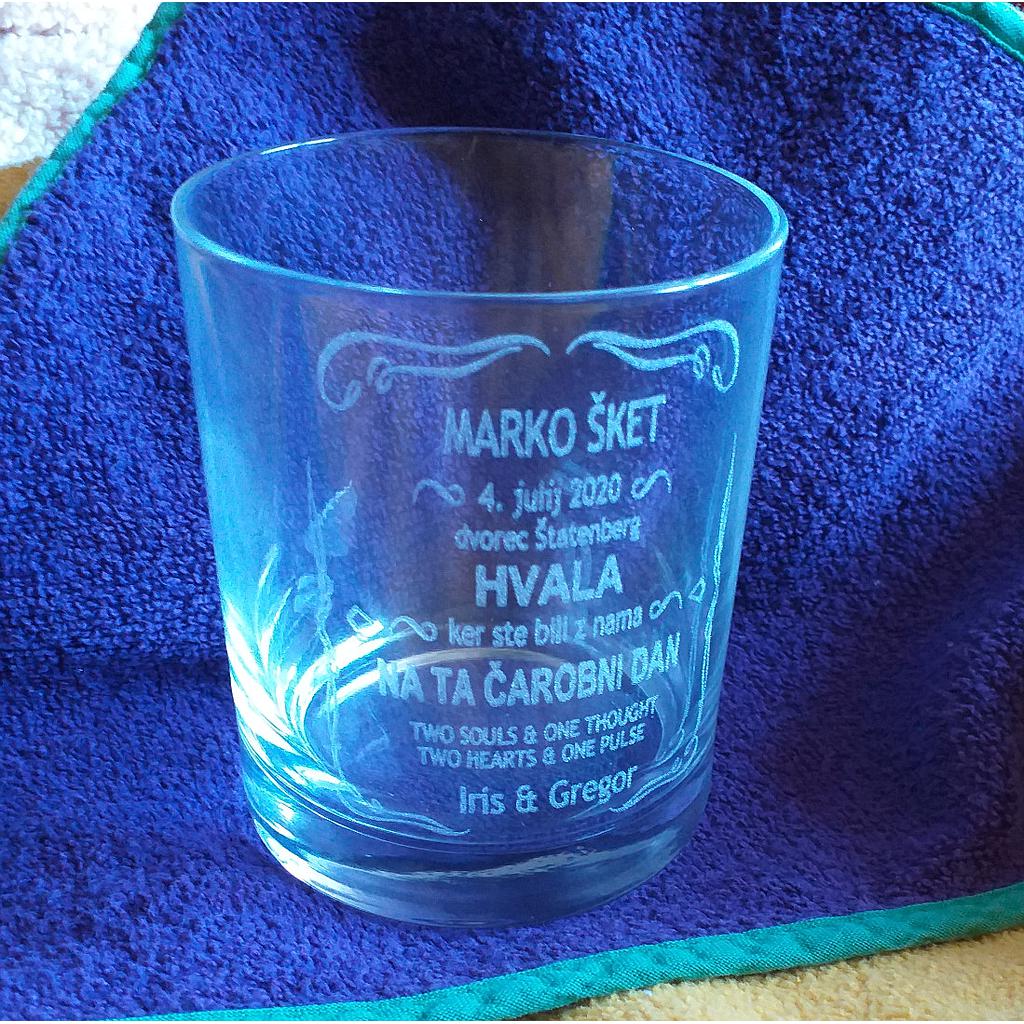 MARKO ŠKET
4. julij 2020
dvorec Štatenberg
HVALA
ker ste bili z nama
NA TA ČAROBNI DAN
TWO SOULS & ONE THOUGHT
TWO HEARTS & ONE PULSE
Iris & Gregor